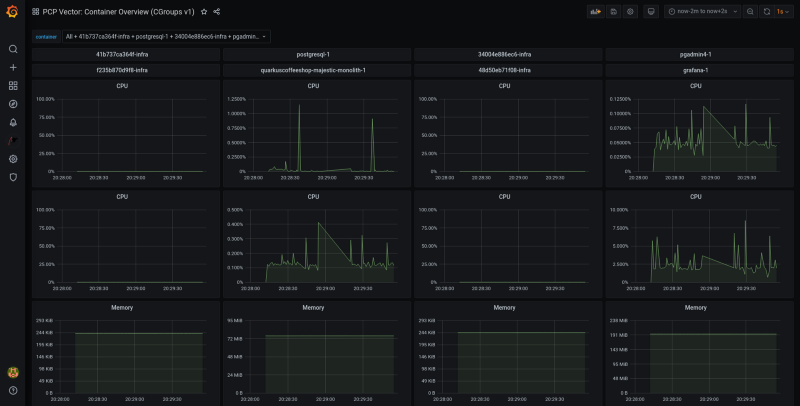 PCP Vector: Container Overview (CGroups v1)
now-2m to now+2s
1s
container
All + 41b737ca364f-infra + postgresql-1 + 34004e886ec6-infra + pgadmin...
41b737ca364f-infra postgresql-1 34004e886ec6-infra pgadmin4-1
f235b870d9f8-infra quarkuscoffeeshop-majestic-monolith-1 48d50eb71f08-infra grafana-1
CPU CPU CPU CPU
100.00% 1.2500% 100.00% 0.12500%
75.00% 1.0000% 75.00% 0.10000%
50.00% 0.7500% 50.00% 0.07500%
0.5000% 0.05000%
25.00% 0.2500% 25.00% 0.02500%
0% 0% 0% 0%
20:28:00 20:28:30 20:29:00 20:29:30 20:28:00 20:28:30 20:29:00 20:29:30 20:28:00 20:28:30 20:29:00 20:29:30 20:28:00 20:28:30 20:29:00 20:29:30
CPU CPU CPU CPU
100.00% 0.500% 100.00% 10.00%
75.00% 0.400% 75.00% 7.50%
50.00% 0.300% 50.00% 5.00%
0.200%
25.00% 0.100% 25.00% 2.50%
0% 0% 0% 0%
20:28:00 20:28:30 20:29:00 20:29:30 20:28:00 20:28:30 20:29:00 20:29:30 20:28:00 20:28:30 20:29:00 20:29:30 20:28:00 20:28:30 20:29:00 20:29:30
Memory Memory Memory Memory
293 KiB 95 MiB 293 KiB 238 MiB
244 KiB 72 MiB 244 KiB 191 MiB
195 KiB 195 KiB 143 MiB
146 KiB 48 MiB 146 KiB
98 KiB 24 MiB 98 KiB 95 MiB
49 KiB 49 KiB 48 MiB
0 B 0 B 0 B 0 B
20:28:00 20:28:30 20:29:00 20:29:30 20:28:00 20:28:30 20:29:00 20:29:30 20:28:00 20:28:30 20:29:00 20:29:30 20:28:00 20:28:30 20:29:00 20:29:30